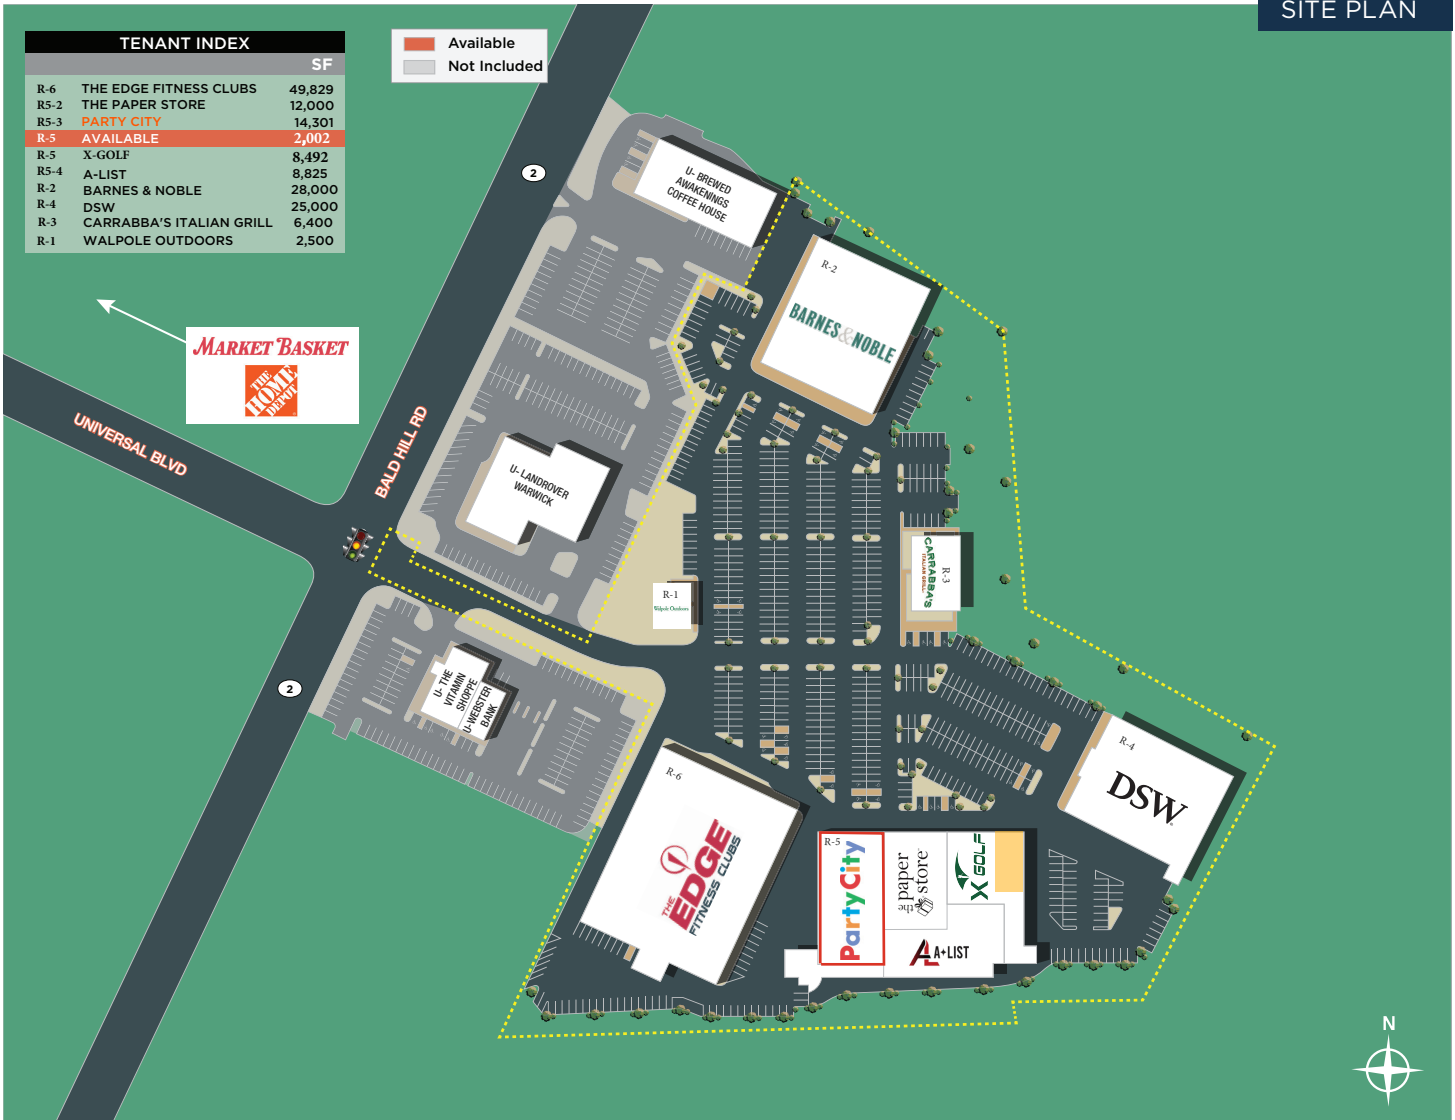 SITE PLAN
TENANT INDEX
SF
R-6 THE EDGE FITNESS CLUBS 49,829
R5-2 THE PAPER STORE 12,000
R5-3 PARTY CITY 14,301
R-5 AVAILABLE 2,002
R-5 X-GOLF 8,492
R5-4 A-LIST 8,825
R-2 BARNES & NOBLE 28,000
R-4 DSW 25,000
R-3 CARRABBA'S ITALIAN GRILL 6,400
R-1 WALPOLE OUTDOORS 2,500
Available
Not Included
2
U- BREWED
AWAKENINGS
COFFEE HOUSE
R-2
BARNES&NOBLE
MARKET BASKET
THE
HOME
DEPOT
UNIVERSAL BLVD
BALD HILL RD
U- LANDROVER
WARWICK
R-1
Walpole Outdoors
R-3
CARRABBA'S
ITALIAN GRILL
2
U- THE
VITAMIN
SHOPPE
U-WEBSTER
BANK
R-6
THE
EDGE
FITNESS CLUBS
R-4
DSW
R-5
Party City
the
paper
store
X GOLF
A+LIST
N